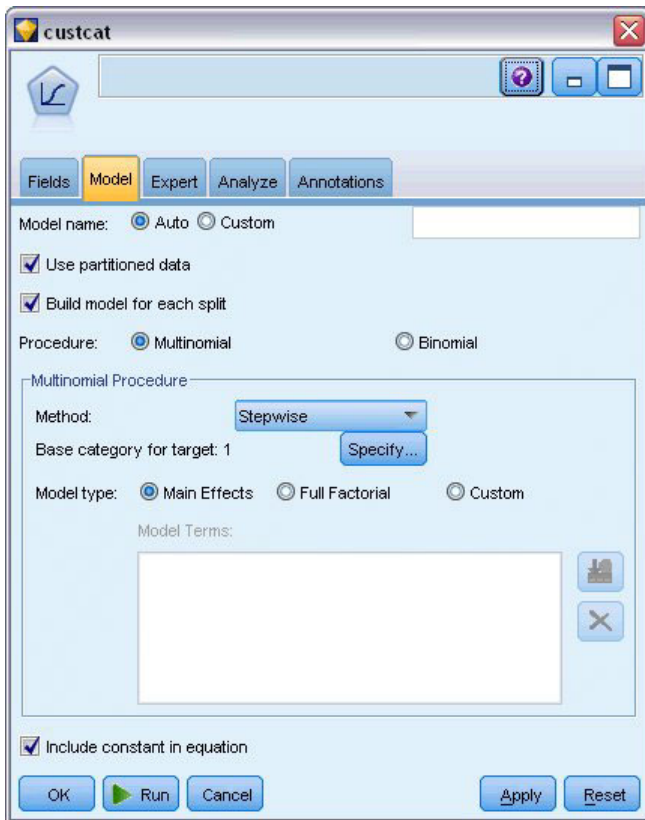 custcat
Fields Model Expert Analyze Annotations
Model name: Auto Custom
Use partitioned data
Build model for each split
Procedure: Multinomial Binomial
Multinomial Procedure
Method: Stepwise
Base category for target: 1 Specify...
Model type: Main Effects Full Factorial Custom
Model Terms:
Include constant in equation
OK Run Cancel Apply Reset